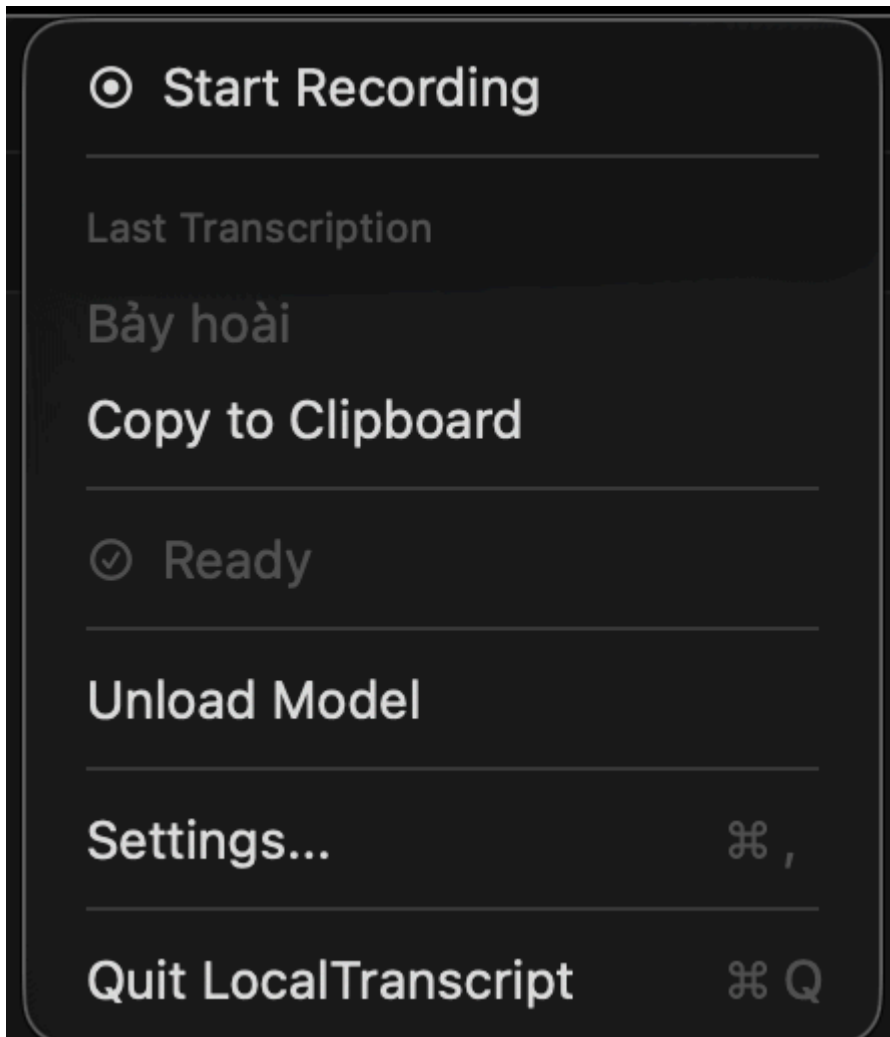 Start Recording
Last Transcription
Bảy hoài
Copy to Clipboard
Ready
Unload Model
Settings... ⌘ ,
Quit LocalTranscript ⌘ Q